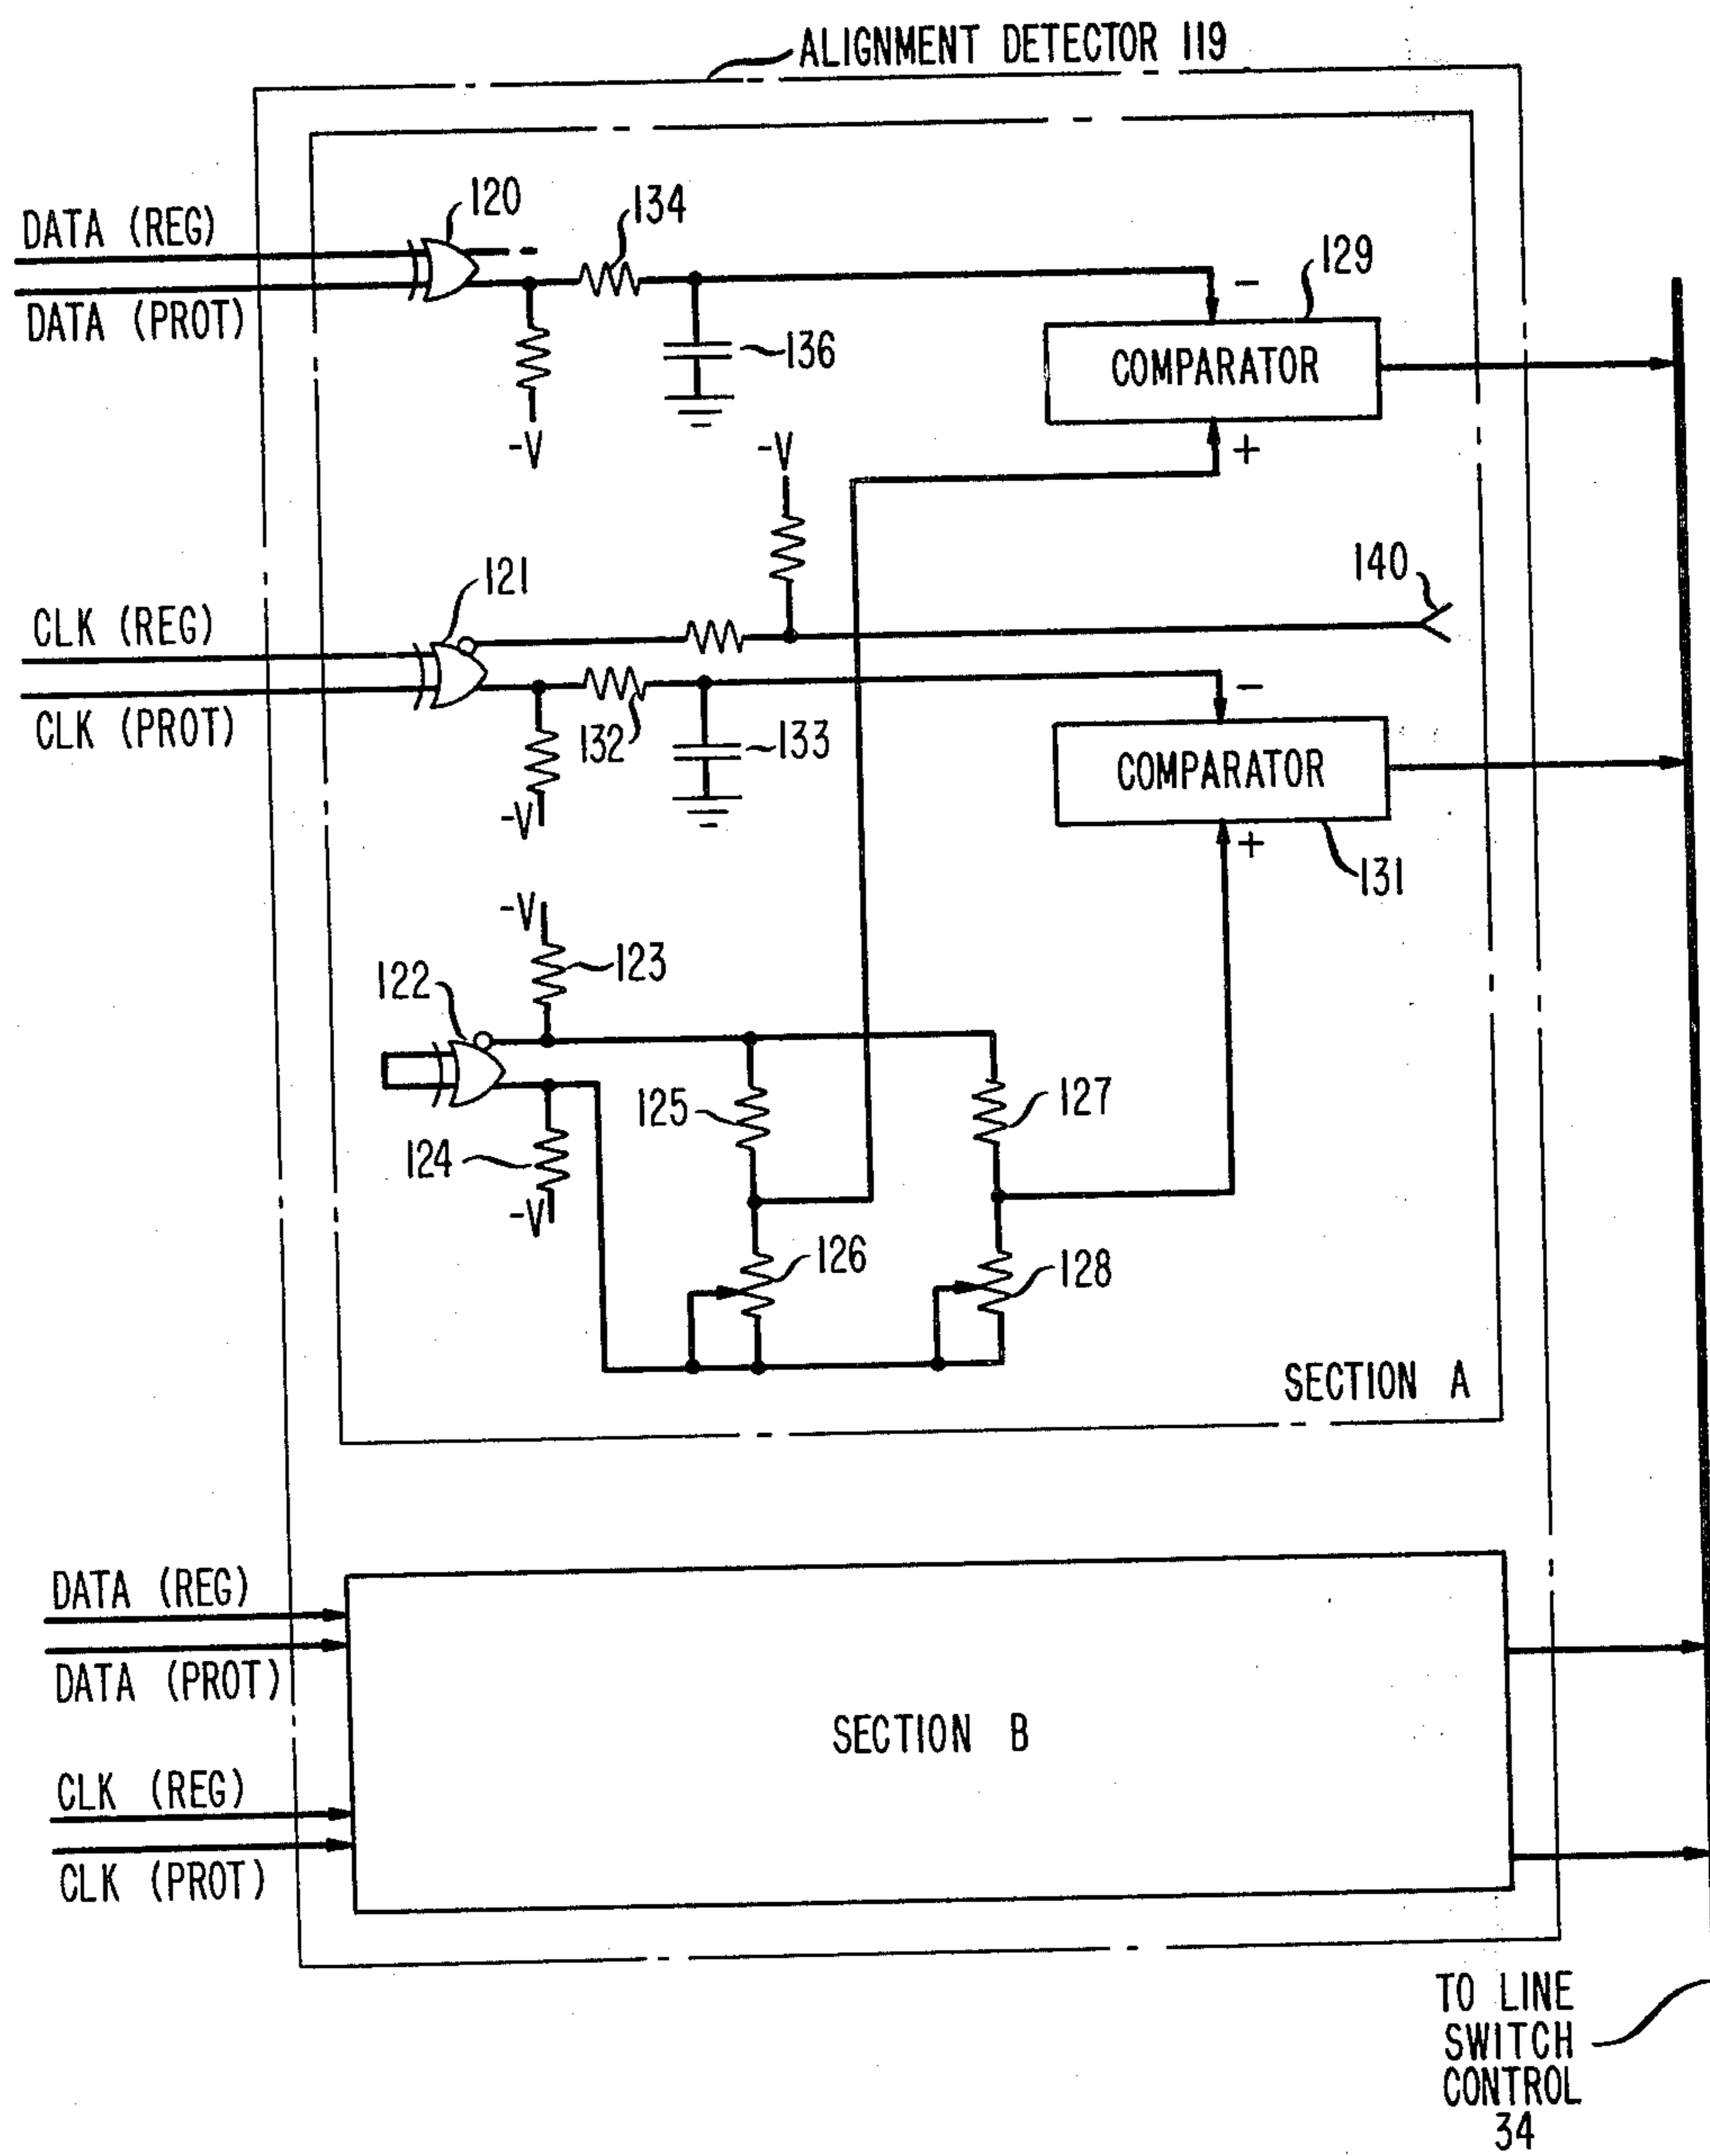 ALIGNMENT DETECTOR 119
120
134
DATA (REG)
DATA (PROT)
-
129
136
COMPARATOR
-V
-V
+
140
121
CLK (REG)
CLK (PROT)
-
132
133
COMPARATOR
-V
+
131
-V
123
122
125
127
124
-V
126
128
SECTION A
DATA (REG)
DATA (PROT)
SECTION B
CLK (REG)
CLK (PROT)
TO LINE
SWITCH
CONTROL
34